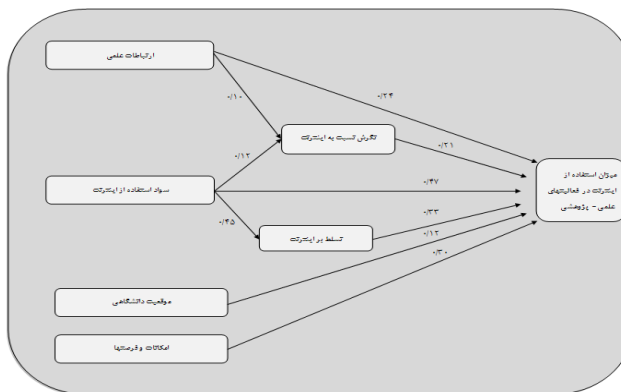 ارتباطات علمی
۰/۲۴
۰/۱۰
نگرش نسبت به اینترنت
۰/۲۱
۰/۱۲
میزان استفاده از
اینترنت در فعالیتهای
علمی - پژوهشی
سواد استفاده از اینترنت
۰/۴۷
۰/۴۵
۰/۳۳
تسلط بر اینترنت
۰/۱۲
۰/۳۰
موقعیت دانشگاهی
امکانات و فرصتها